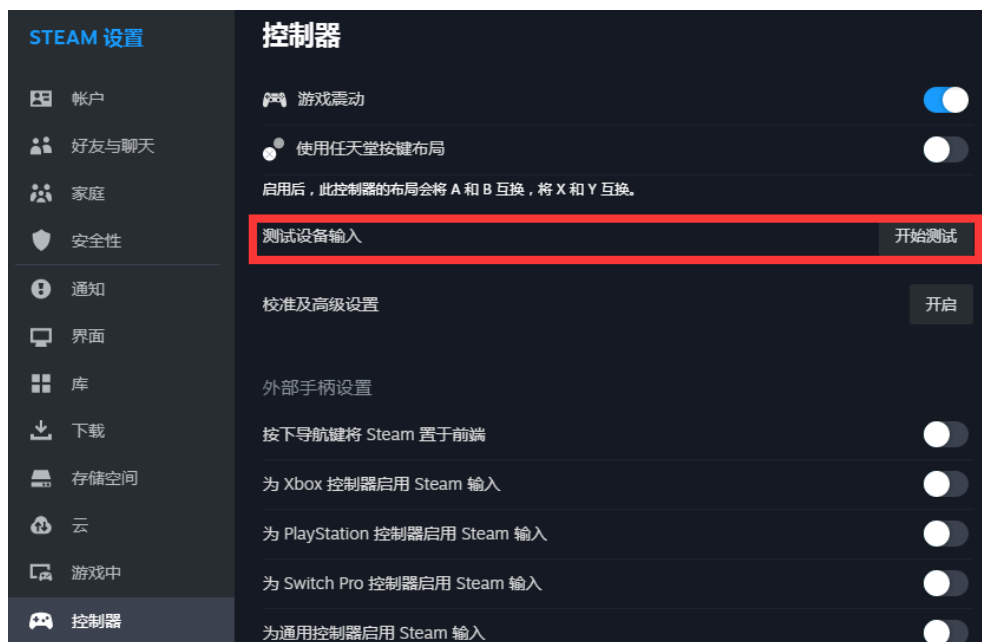 STEAM 设置
帐户
好友与聊天
家庭
安全性
通知
界面
库
下载
存储空间
云
游戏中
控制器
控制器
游戏震动
使用任天堂按键布局
启用后，此控制器的布局会将 A 和 B 互换，将 X 和 Y 互换。
测试设备输入 开始测试
校准及高级设置 开启
外部手柄设置
按下导航键将 Steam 置于前端
为 Xbox 控制器启用 Steam 输入
为 PlayStation 控制器启用 Steam 输入
为 Switch Pro 控制器启用 Steam 输入
为通用控制器启用 Steam 输入